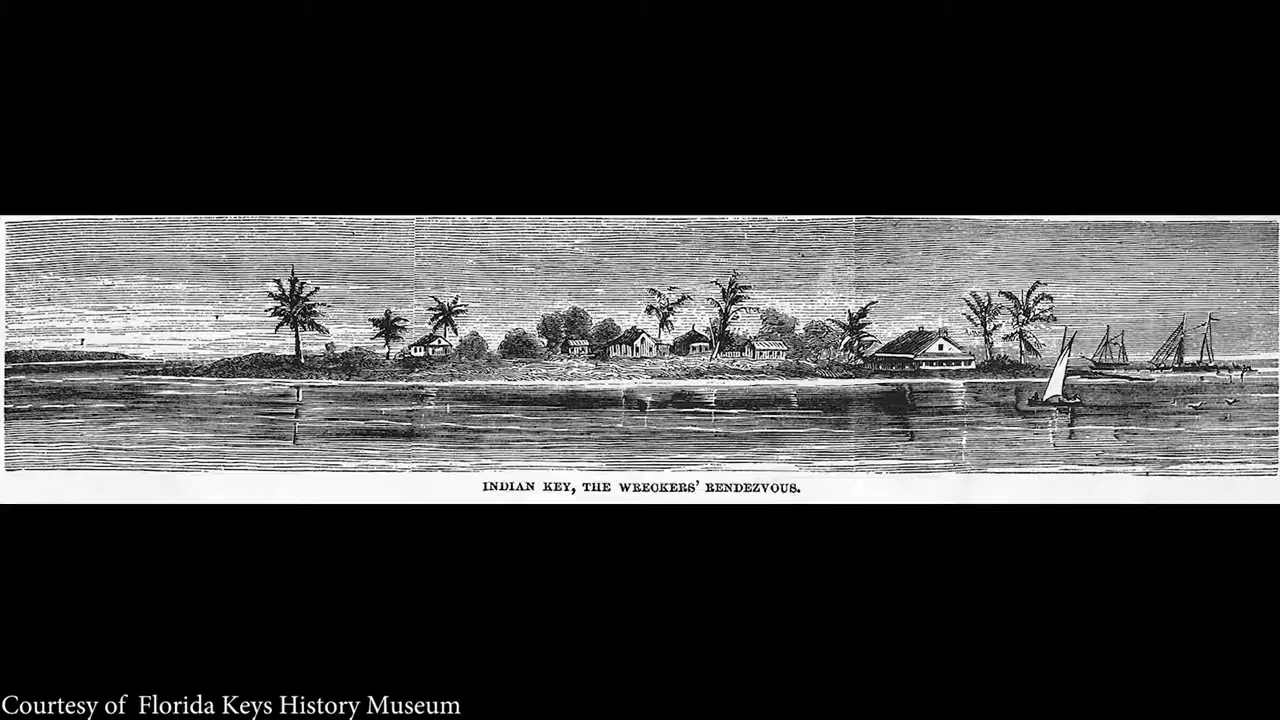 INDIAN KEY, THE WRECKERS' RENDEZVOUS.
Courtesy of Florida Keys History Museum